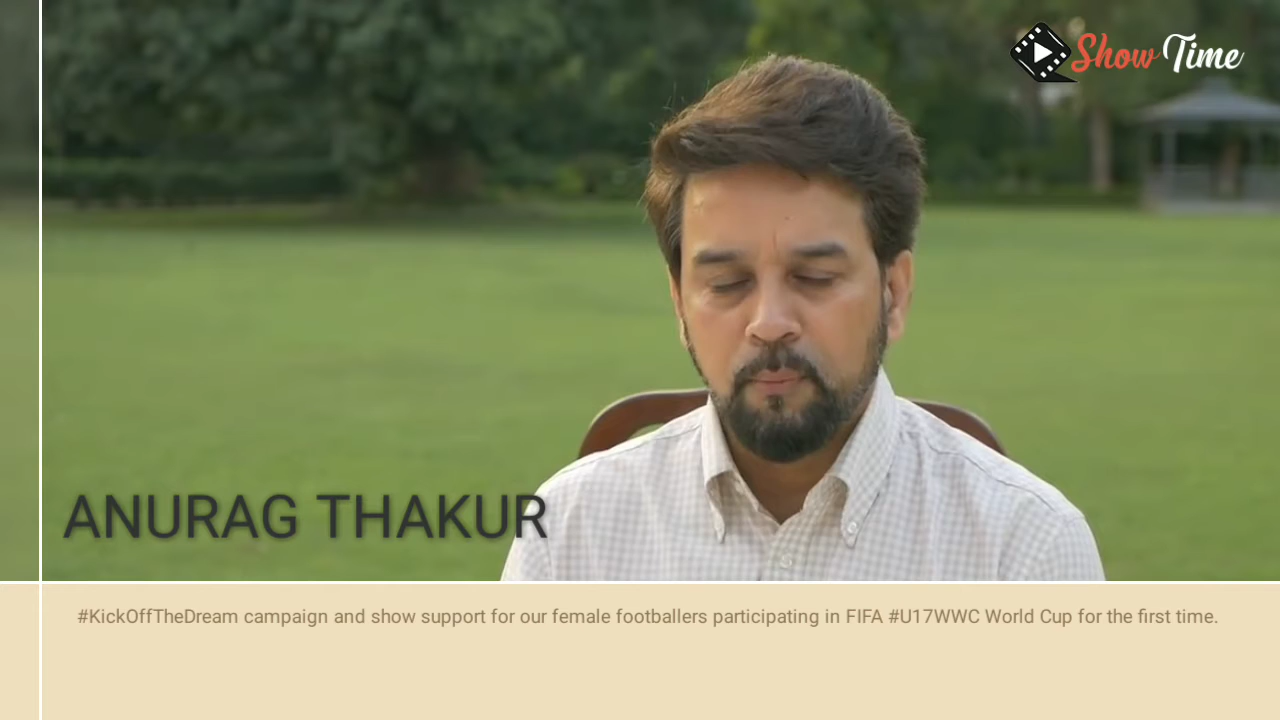 Show Time
ANURAG THAKUR
#KickOffTheDream campaign and show support for our female footballers participating in FIFA #U17WWC World Cup for the first time.